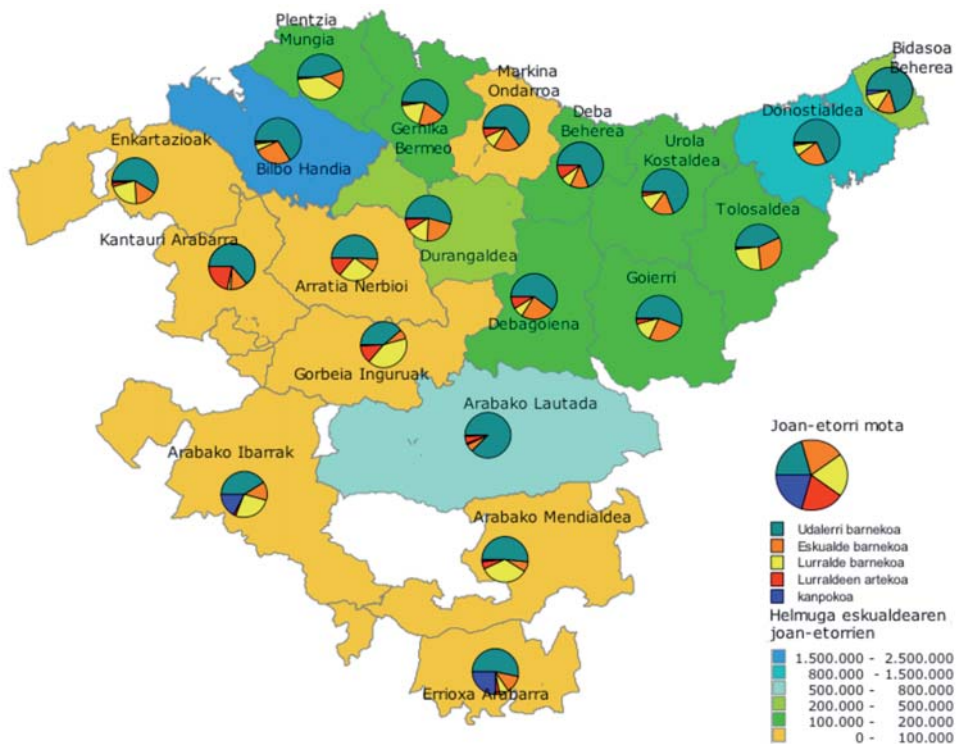 Plentzia
Mungia
Bidasoa
Beherea
Markina
Ondarroa
Deba
Beherea
Donostialdea
Gernika
Bermeo
Urola
Kostaldea
Enkartazioak
Bilbo Handia
Tolosaldea
Kantauri Arabarra
Durangaldea
Arratia Nerbioi
Goierri
Debagoiena
Gorbeia Inguruak
Arabako Lautada
Arabako Ibarrak
Arabako Mendialdea
Errioxa Arabarra
Joan-etorri mota
Udalerri barnekoa
Eskualde barnekoa
Lurralde barnekoa
Lurraldeen artekoa
kanpokoa
Helmuga eskualdearen
joan-etorrien
1.500.000 - 2.500.000
800.000 - 1.500.000
500.000 - 800.000
200.000 - 500.000
100.000 - 200.000
0 - 100.000